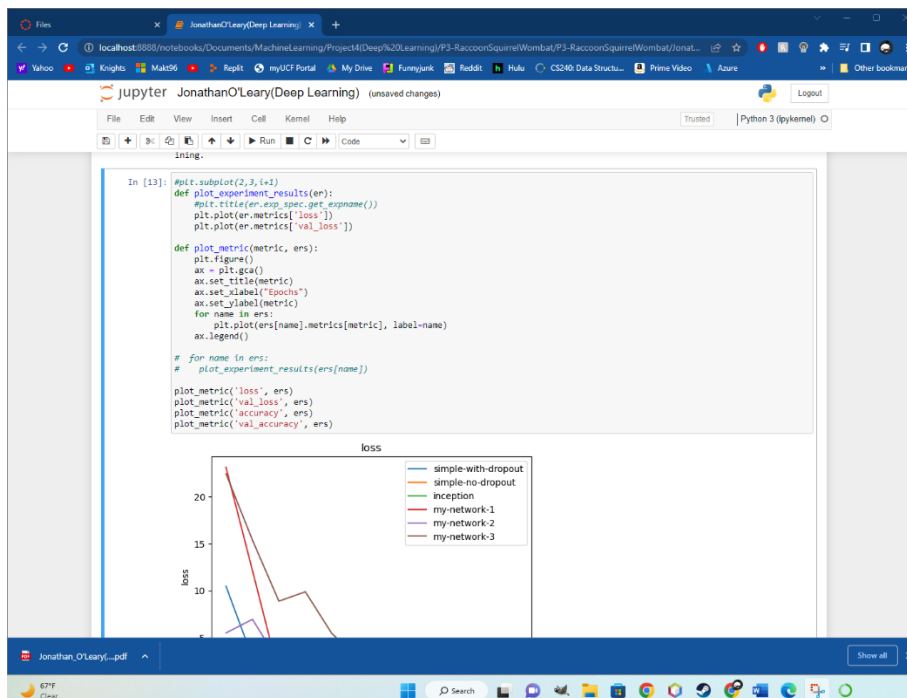 Files
JonathanO'Leary(Deep Learning)
localhost:8888/notebooks/Documents/MachineLearning/Project4(Deep%20Learning)/P3-RaccoonSquirrelWombat/P3-RaccoonSquirrelWombat/Jonat...
Yahoo Knights Makt96 Replit myUCF Portal My Drive Funnyjunk Reddit Hulu CS240: Data Structu... Prime Video Azure » Other bookmar
jupyter JonathanO'Leary(Deep Learning) (unsaved changes) Logout
File Edit View Insert Cell Kernel Help Trusted Python 3 (ipykernel)
Run Code
ining.
In [13]: #plt.subplot(2,3,i+1)
def plot_experiment_results(er):
    #plt.title(er.exp_spec.get_expname())
    plt.plot(er.metrics['loss'])
    plt.plot(er.metrics['val_loss'])
def plot_metric(metric, ers):
    plt.figure()
    ax = plt.gca()
    ax.set_title(metric)
    ax.set_xlabel("Epochs")
    ax.set_ylabel(metric)
    for name in ers:
        plt.plot(ers[name].metrics[metric], label=name)
    ax.legend()
#  for name in ers:
#    plot_experiment_results(ers[name])
plot_metric('loss', ers)
plot_metric('val_loss', ers)
plot_metric('accuracy', ers)
plot_metric('val_accuracy', ers)
loss
simple-with-dropout
simple-no-dropout
inception
my-network-1
my-network-2
my-network-3
20
15
10
5
loss
Jonathan_O'Leary(....pdf Show all
67°F
Clear
Search